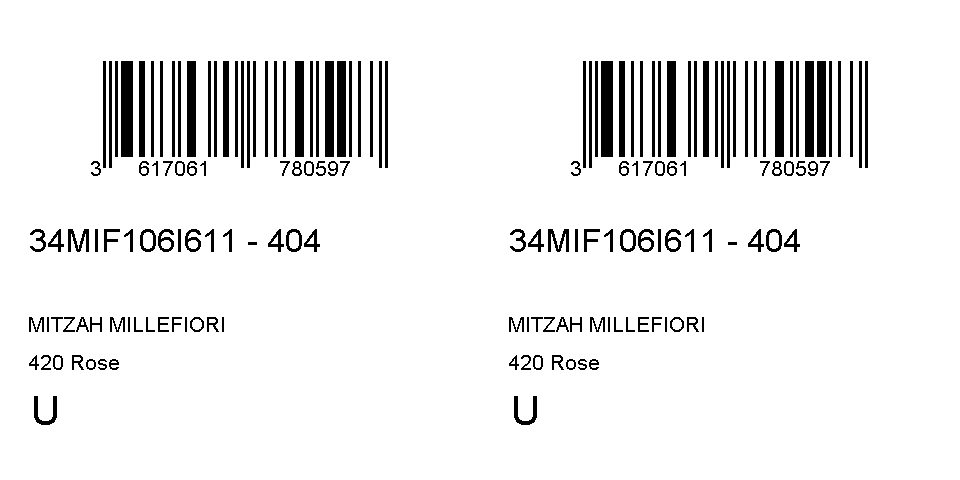 3 617061 780597
34MIF106I611 - 404
MITZAH MILLEFIORI
420 Rose
U
3 617061 780597
34MIF106I611 - 404
MITZAH MILLEFIORI
420 Rose
U